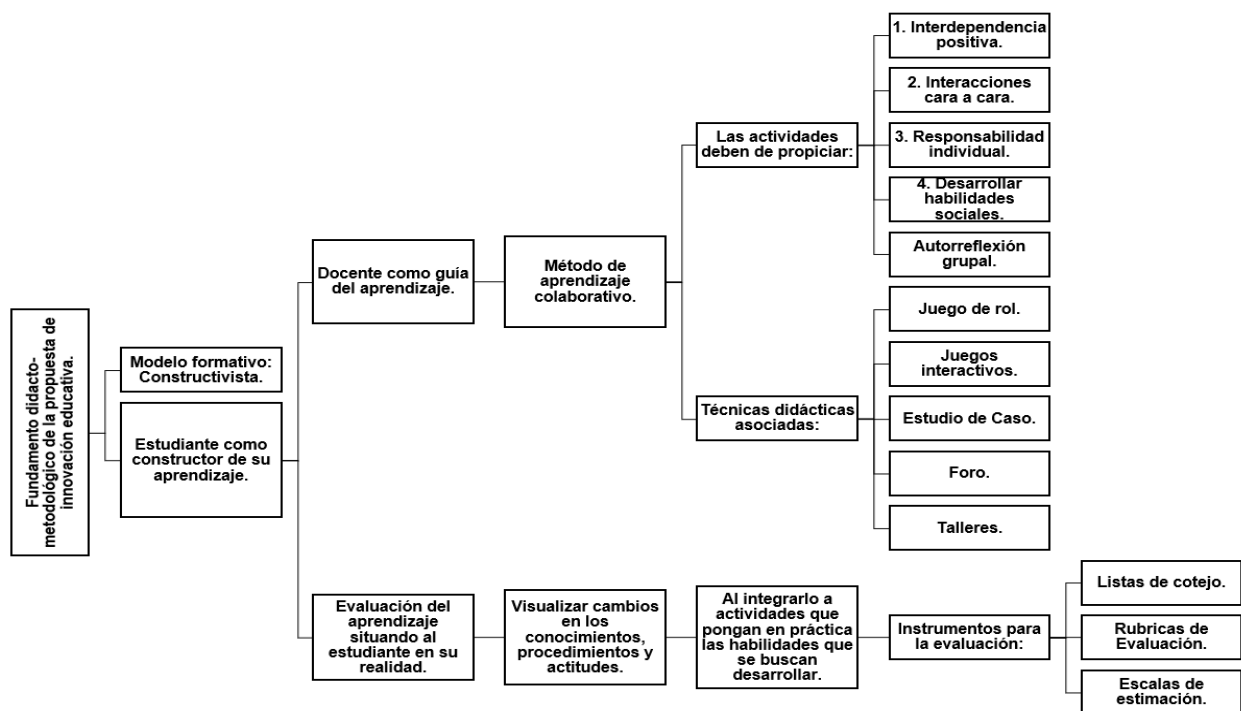 Fundamento didacto-
metodológico de la propuesta de
innovación educativa.
Modelo formativo:
Constructivista.
Estudiante como
constructor de su
aprendizaje.
Docente como guía
del aprendizaje.
Método de
aprendizaje
colaborativo.
Las actividades
deben de propiciar:
1. Interdependencia
positiva.
2. Interacciones
cara a cara.
3. Responsabilidad
individual.
4. Desarrollar
habilidades
sociales.
Autorreflexión
grupal.
Técnicas didácticas
asociadas:
Juego de rol.
Juegos
interactivos.
Estudio de Caso.
Foro.
Talleres.
Evaluación del
aprendizaje
situando al
estudiante en su
realidad.
Visualizar cambios
en los
conocimientos,
procedimientos y
actitudes.
Al integrarlo a
actividades que
pongan en práctica
las habilidades que
se buscan
desarrollar.
Instrumentos para
la evaluación:
Listas de cotejo.
Rubricas de
Evaluación.
Escalas de
estimación.